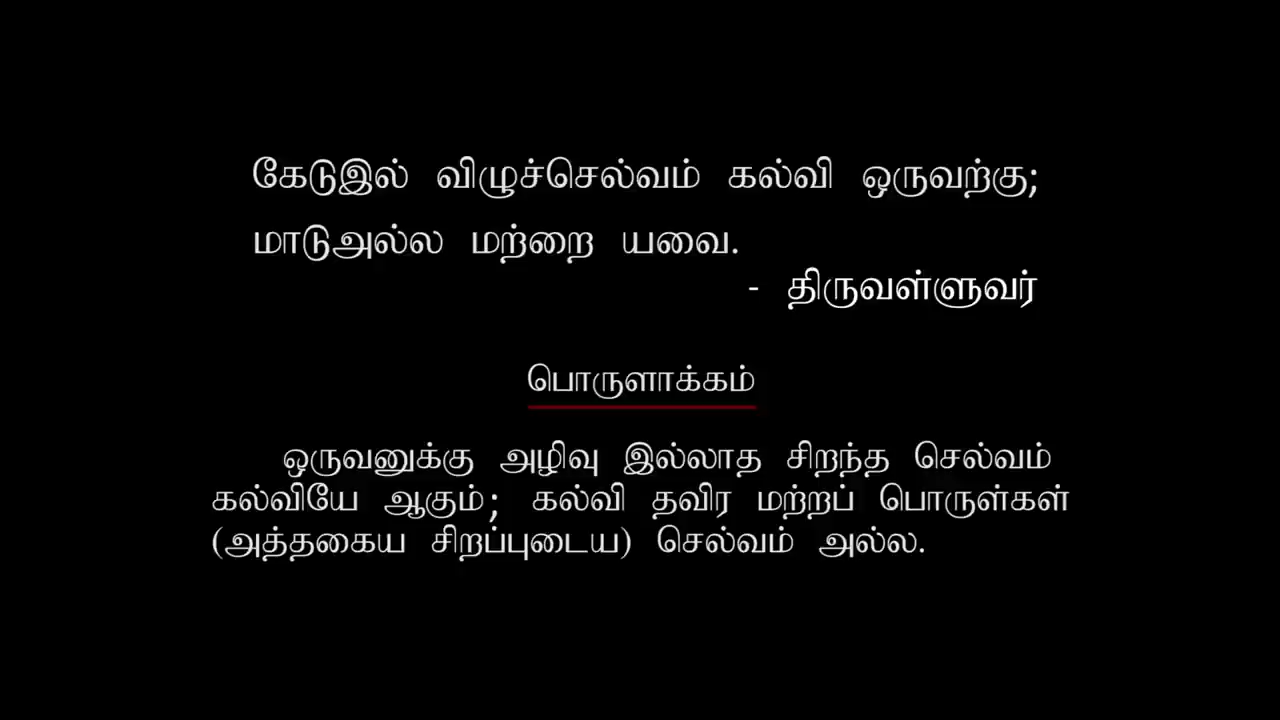 கேடுஇல் விழுச்செல்வம் கல்வி ஒருவற்கு;
மாடுஅல்ல மற்றை யவை.
- திருவள்ளுவர்
பொருளாக்கம்
ஒருவனுக்கு அழிவு இல்லாத சிறந்த செல்வம்
கல்வியே ஆகும்; கல்வி தவிர மற்றப் பொருள்கள்
(அத்தகைய சிறப்புடைய) செல்வம் அல்ல.